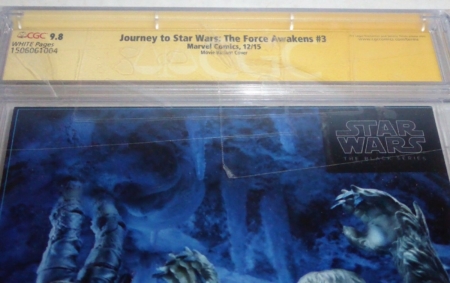 CGC 9.8
WHITE Pages
1506061004
Journey to Star Wars: The Force Awakens #3
Marvel Comics, 12/15
Cover
STAR
WARS
THE BLACK SERIES